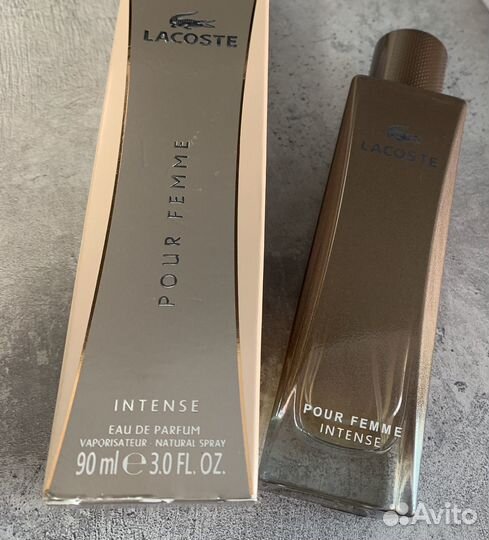 LACOSTE
POUR FEMME
INTENSE
EAU DE PARFUM
VAPORISATEUR · NATURAL SPRAY
90 ml ℮ 3.0 FL. OZ.
LACOSTE
POUR FEMME
INTENSE
Avito